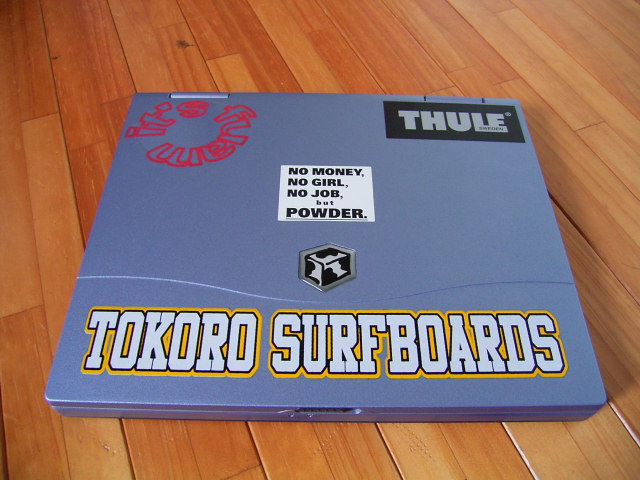 THULE
SWEDEN
NO MONEY,
NO GIRL,
NO JOB,
but
POWDER.
TOKORO SURFBOARDS